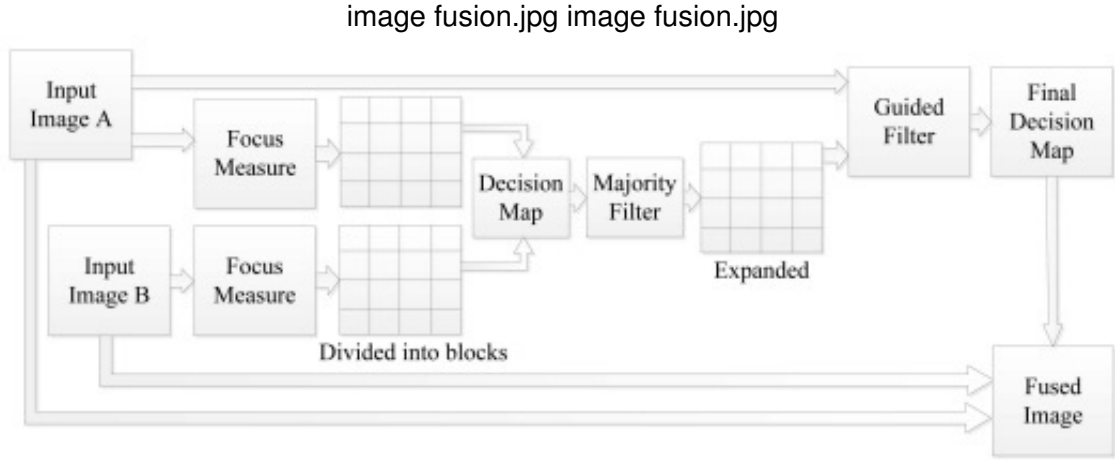 image fusion.jpg image fusion.jpg
Input
Image A
Focus
Measure
Input
Image B
Focus
Measure
Divided into blocks
Decision
Map
Majority
Filter
Expanded
Guided
Filter
Final
Decision
Map
Fused
Image